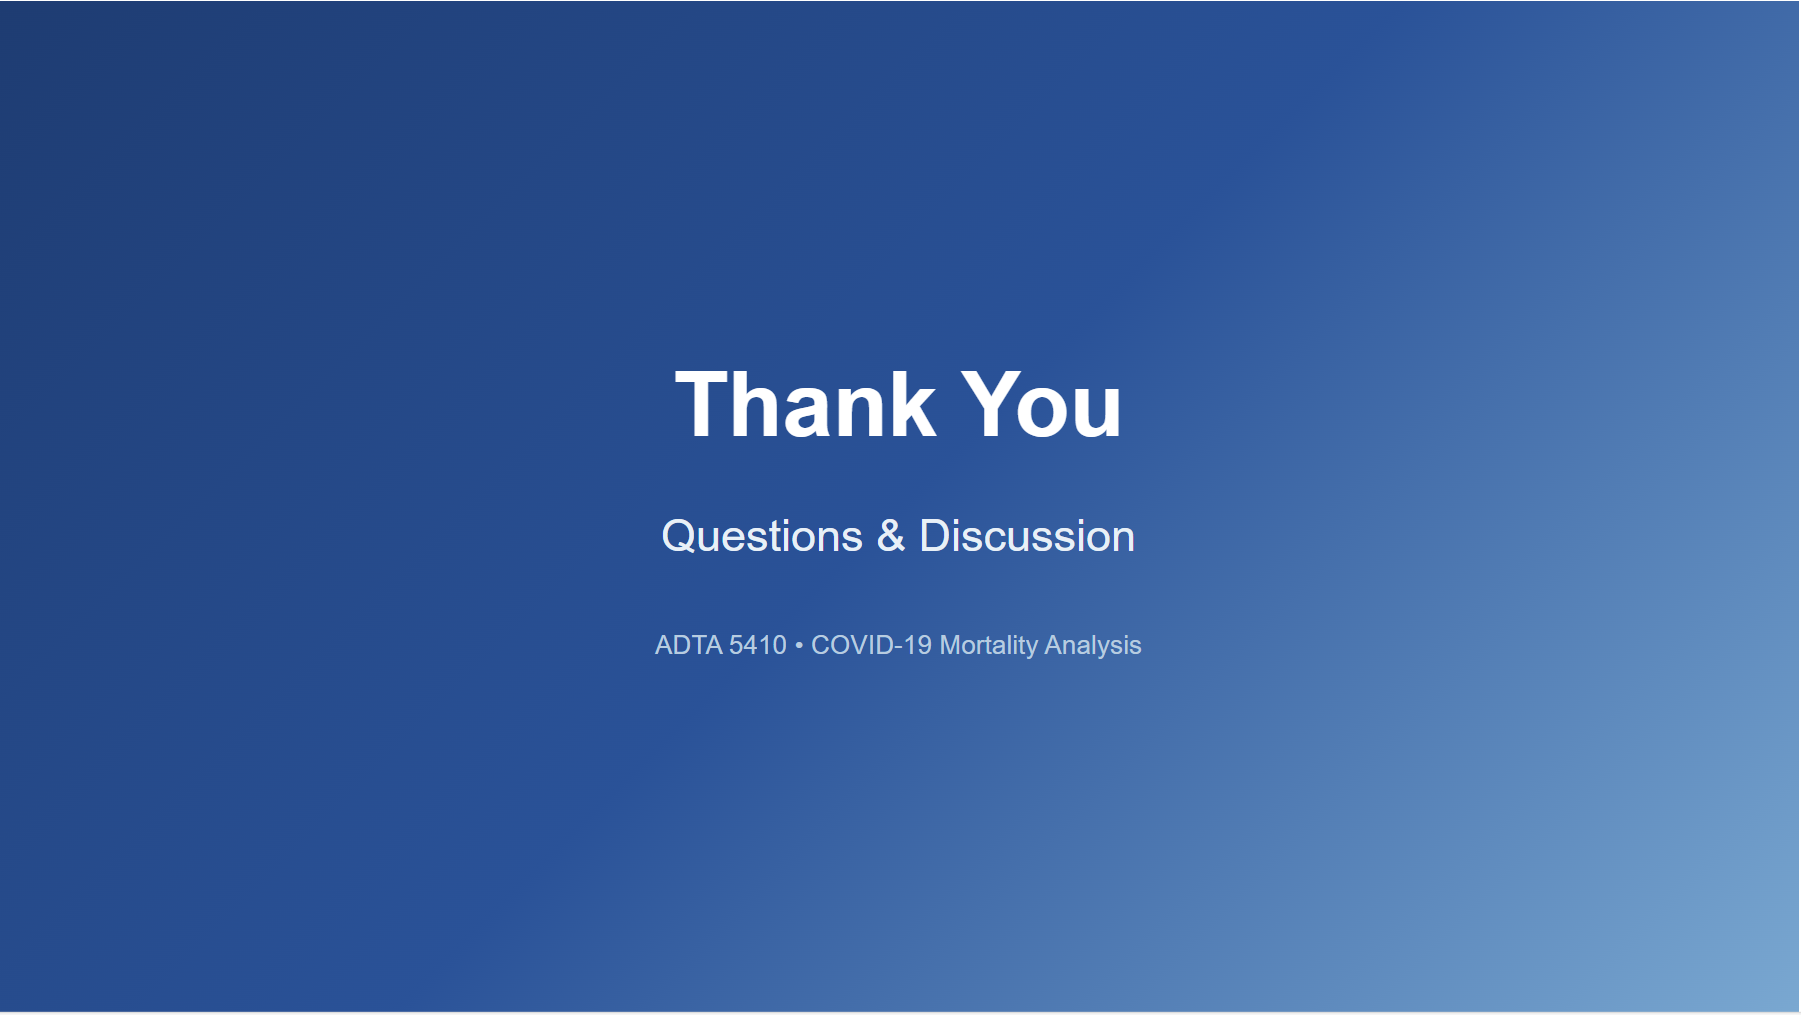 Thank You
Questions & Discussion
ADTA 5410 • COVID-19 Mortality Analysis